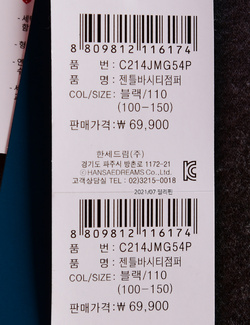 8 809812 116174
품 번 : C214JMG54P
품 명 : 젠틀바시티점퍼
COL/SIZE: 블랙/110
(100-150)
판매가격:₩ 69,900
한세드림(주)
경기도 파주시 방촌로 1172-21
ⓒHANSAEDREAMS Co.,Ltd.
고객상담실 TEL : 02)3215-0018
2021/07 필리핀
8 809812 116174
품 번 : C214JMG54P
품 명 : 젠틀바시티점퍼
COL/SIZE: 블랙/110
(100-150)
판매가격:₩ 69,900